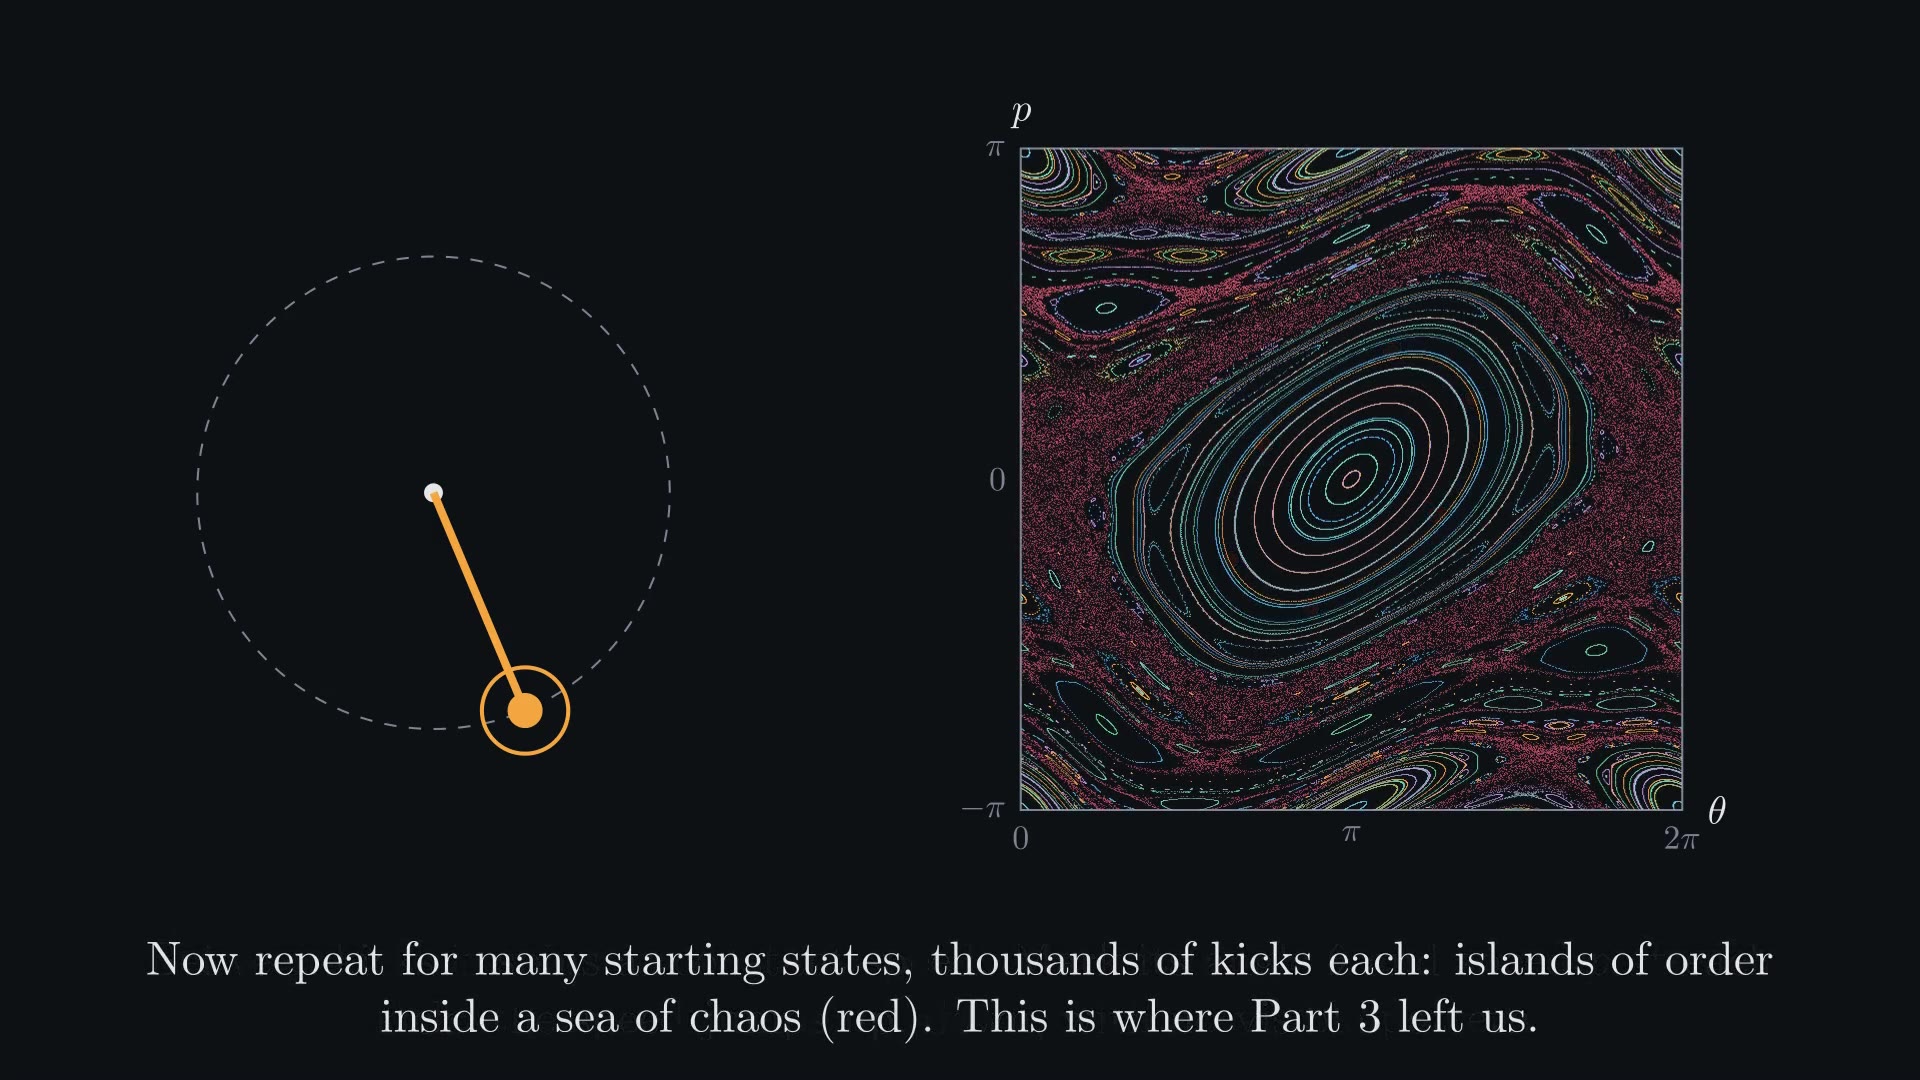 p
π
0
−π
0
π
2π
θ
Now repeat for many starting states, thousands of kicks each: islands of order
inside a sea of chaos (red). This is where Part 3 left us.